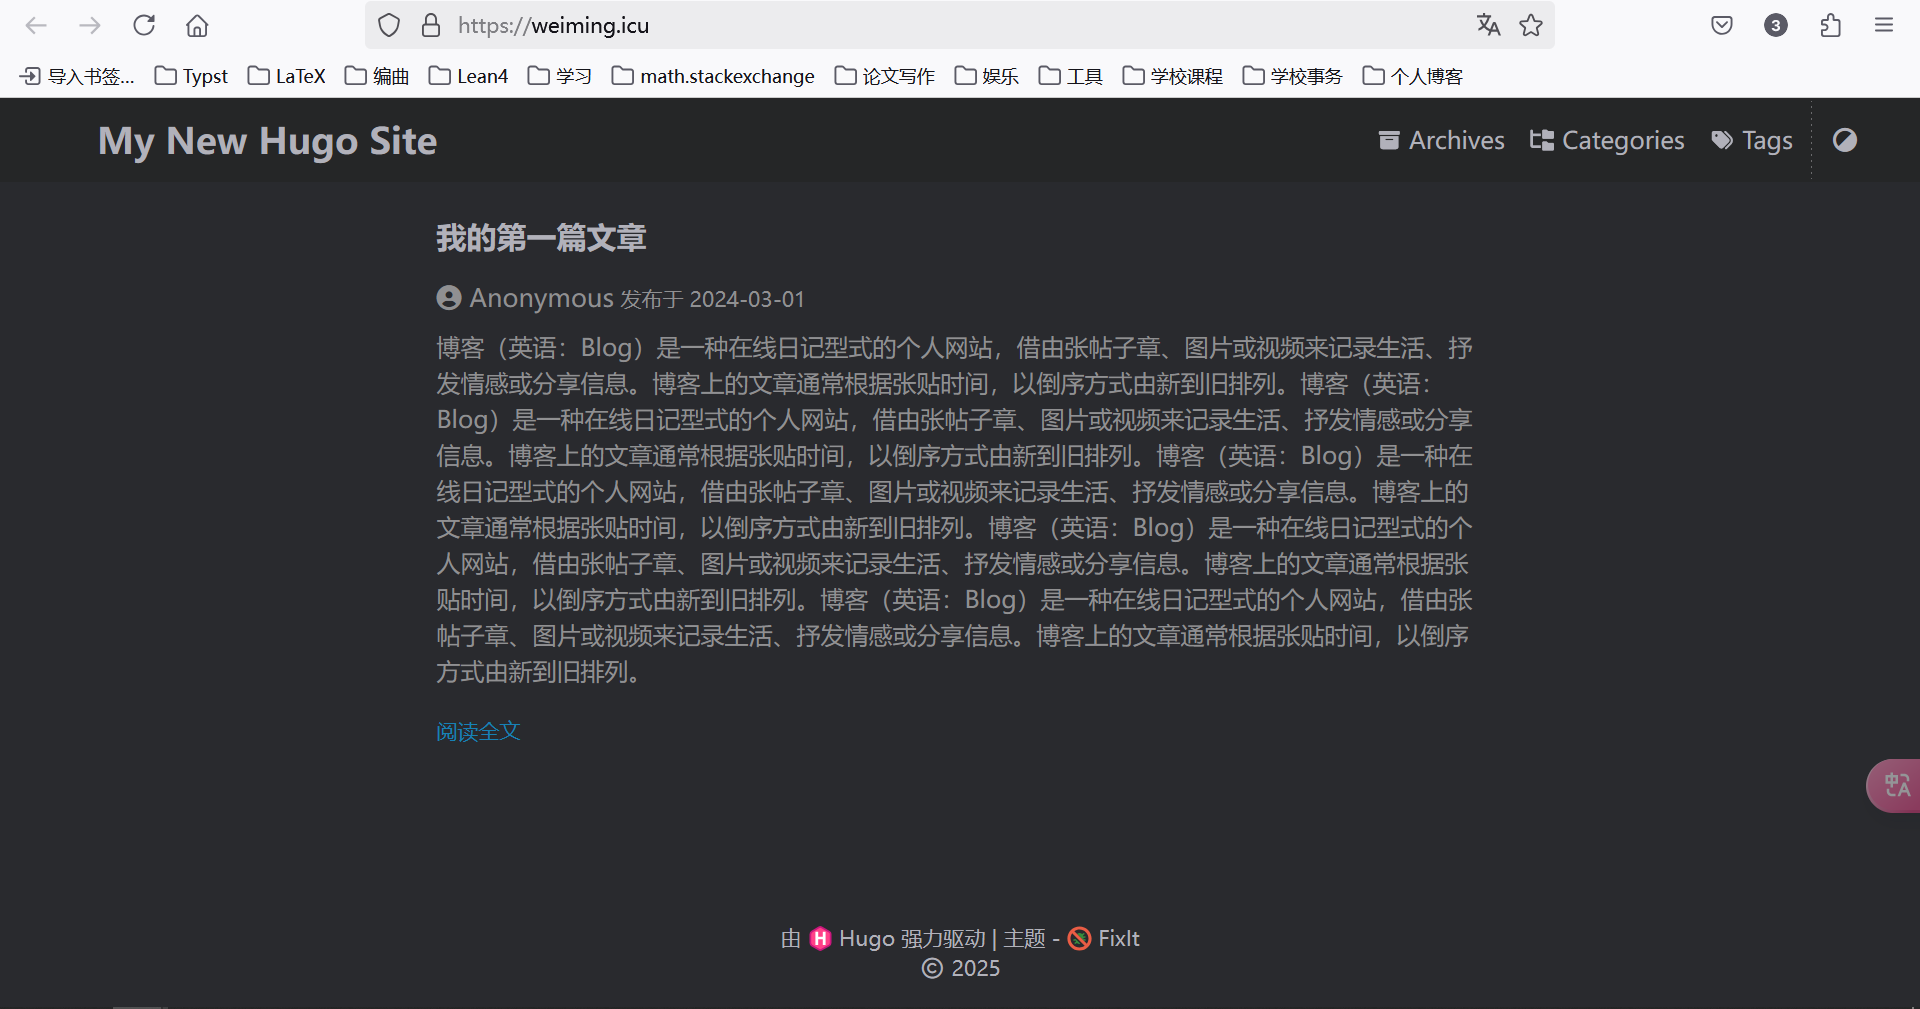 https://weiming.icu
3
导入书签... Typst LaTeX 编曲 Lean4 学习 math.stackexchange 论文写作 娱乐 工具 学校课程 学校事务 个人博客
My New Hugo Site Archives Categories Tags
我的第一篇文章
Anonymous 发布于 2024-03-01
博客（英语：Blog）是一种在线日记型式的个人网站，借由张帖子章、图片或视频来记录生活、抒
发情感或分享信息。博客上的文章通常根据张贴时间，以倒序方式由新到旧排列。博客（英语：
Blog）是一种在线日记型式的个人网站，借由张帖子章、图片或视频来记录生活、抒发情感或分享
信息。博客上的文章通常根据张贴时间，以倒序方式由新到旧排列。博客（英语：Blog）是一种在
线日记型式的个人网站，借由张帖子章、图片或视频来记录生活、抒发情感或分享信息。博客上的
文章通常根据张贴时间，以倒序方式由新到旧排列。博客（英语：Blog）是一种在线日记型式的个
人网站，借由张帖子章、图片或视频来记录生活、抒发情感或分享信息。博客上的文章通常根据张
贴时间，以倒序方式由新到旧排列。博客（英语：Blog）是一种在线日记型式的个人网站，借由张
帖子章、图片或视频来记录生活、抒发情感或分享信息。博客上的文章通常根据张贴时间，以倒序
方式由新到旧排列。
阅读全文
由 Hugo 强力驱动 | 主题 - FixIt
© 2025